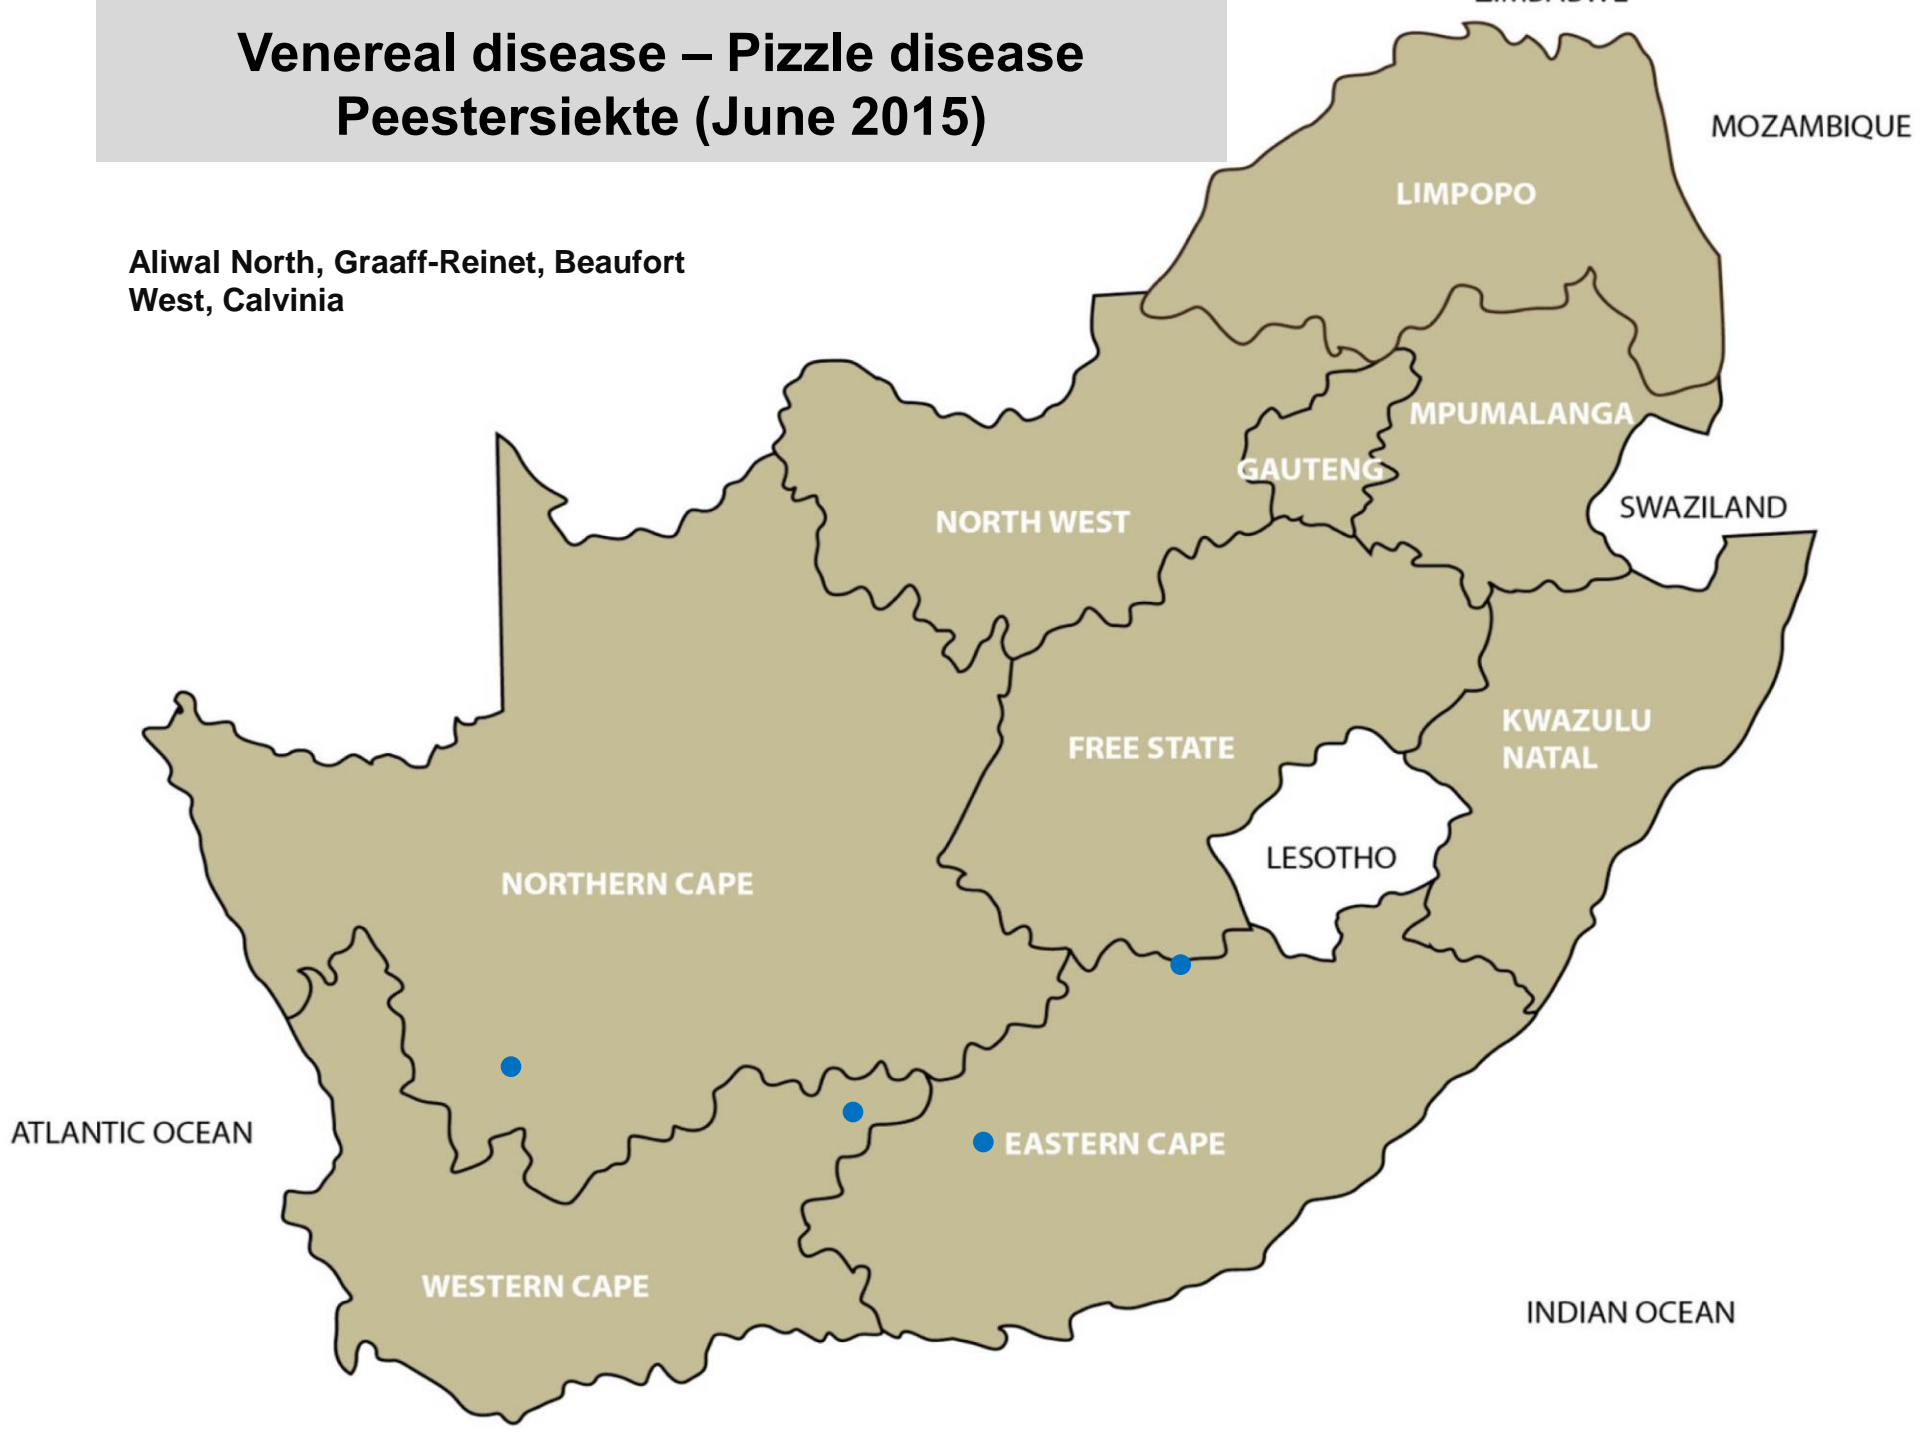 Venereal disease – Pizzle disease
Peestersiekte (June 2015)
MOZAMBIQUE
LIMPOPO
Aliwal North, Graaff-Reinet, Beaufort
West, Calvinia
MPUMALANGA
GAUTENG
SWAZILAND
NORTH WEST
KWAZULU
NATAL
FREE STATE
LESOTHO
NORTHERN CAPE
ATLANTIC OCEAN
EASTERN CAPE
WESTERN CAPE
INDIAN OCEAN